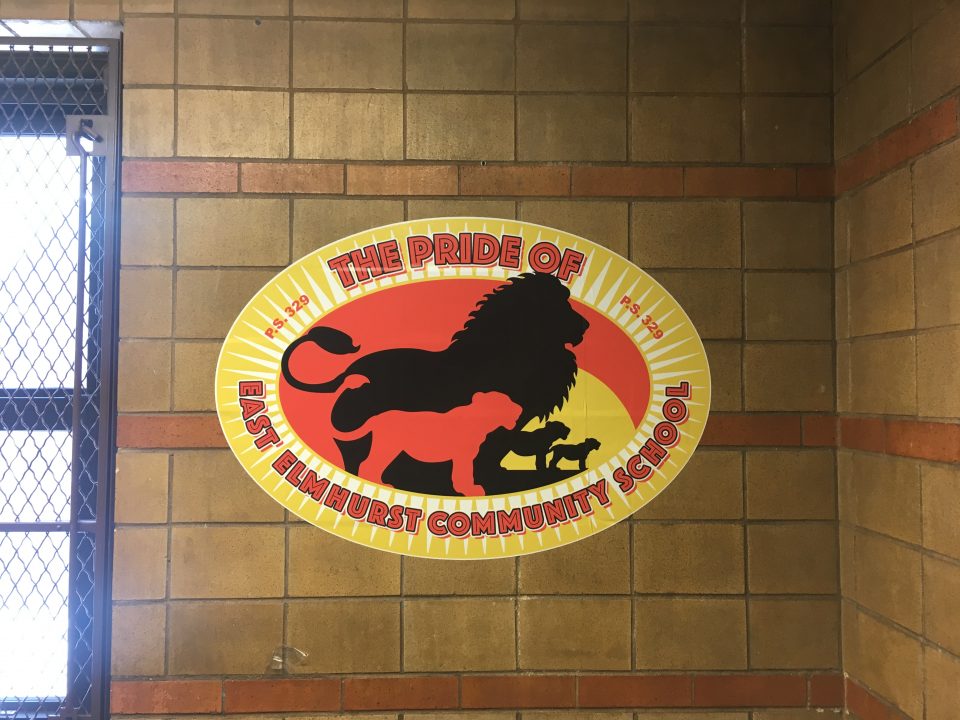 THE PRIDE OF
P.S. 329
P.S. 329
EAST ELMHURST COMMUNITY SCHOOL